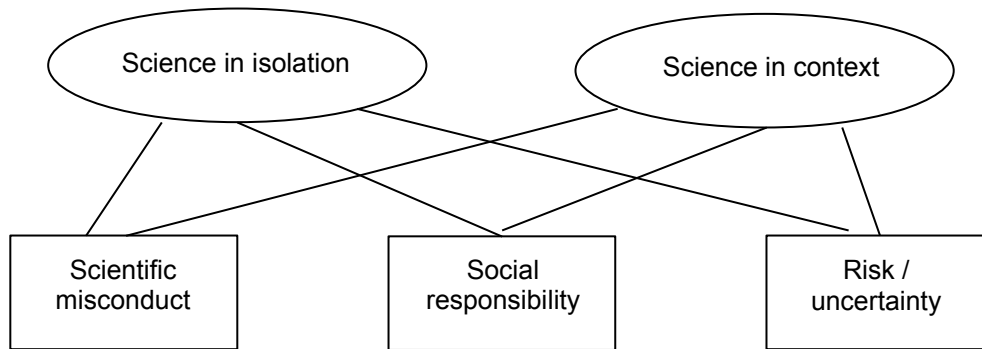 Science in isolation
Science in context
Scientific
misconduct
Social
responsibility
Risk /
uncertainty